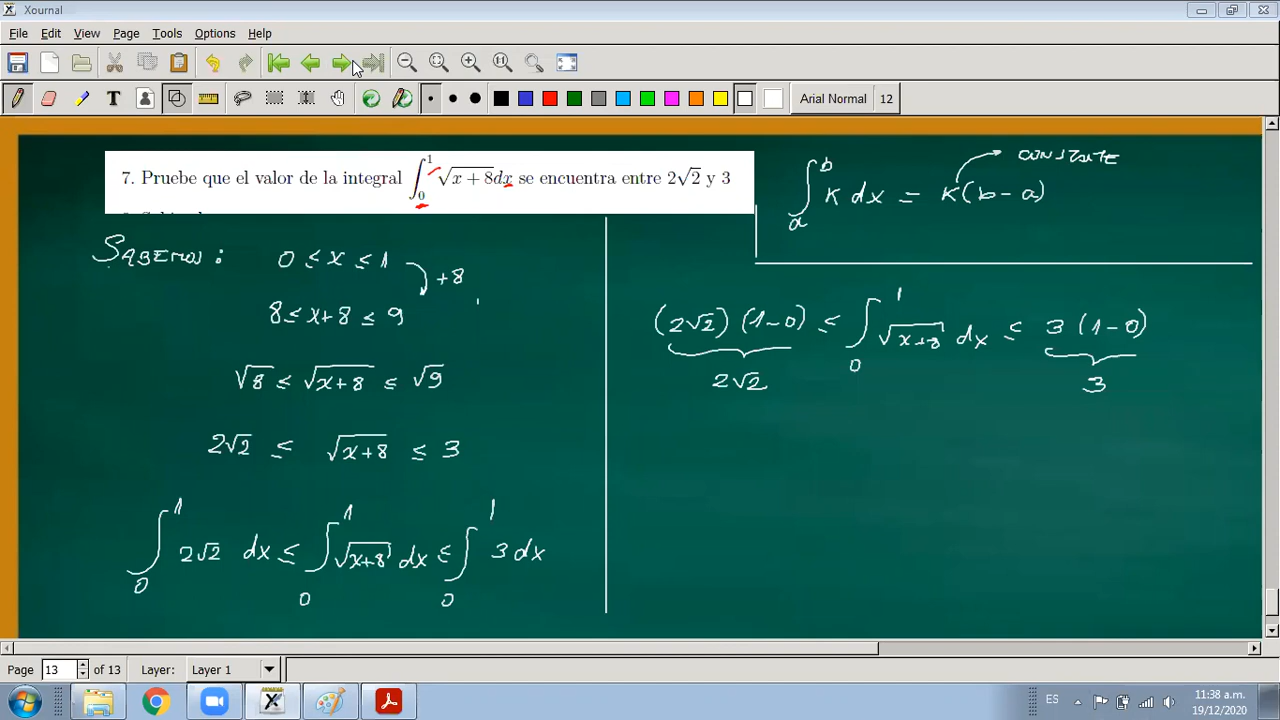 Xournal
File Edit View Page Tools Options Help
Arial Normal 12
7. Pruebe que el valor de la integral ∫₀¹ √(x + 8)dx se encuentra entre 2√2 y 3
∫ₐᵇ K dx = K(b - a) CONSTANTE
SABEMOS : 0 ≤ x ≤ 1
+8
8 ≤ x+8 ≤ 9
√8 ≤ √(x+8) ≤ √9
2√2 ≤ √(x+8) ≤ 3
∫₀¹ 2√2 dx ≤ ∫₀¹ √(x+8) dx ≤ ∫₀¹ 3 dx
(2√2) (1-0) ≤ ∫₀¹ √(x+8) dx ≤ 3 (1-0)
2√2 3
Page 13 of 13 Layer: Layer 1
ES 11:38 a.m.
19/12/2020